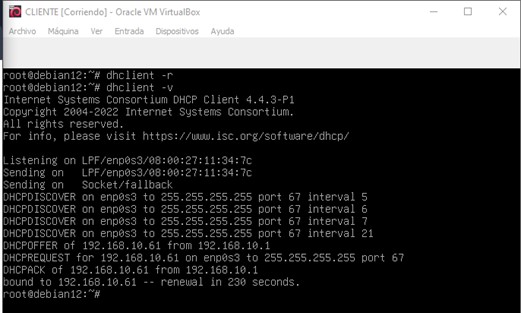 CLIENTE [Corriendo] - Oracle VM VirtualBox
Archivo Máquina Ver Entrada Dispositivos Ayuda
root@debian12:~# dhclient -r
root@debian12:~# dhclient -v
Internet Systems Consortium DHCP Client 4.4.3-P1
Copyright 2004-2022 Internet Systems Consortium.
All rights reserved.
For info, please visit https://www.isc.org/software/dhcp/
Listening on LPF/enp0s3/08:00:27:11:34:7c
Sending on   LPF/enp0s3/08:00:27:11:34:7c
Sending on   Socket/fallback
DHCPDISCOVER on enp0s3 to 255.255.255.255 port 67 interval 5
DHCPDISCOVER on enp0s3 to 255.255.255.255 port 67 interval 6
DHCPDISCOVER on enp0s3 to 255.255.255.255 port 67 interval 7
DHCPDISCOVER on enp0s3 to 255.255.255.255 port 67 interval 21
DHCPOFFER of 192.168.10.61 from 192.168.10.1
DHCPREQUEST for 192.168.10.61 on enp0s3 to 255.255.255.255 port 67
DHCPACK of 192.168.10.61 from 192.168.10.1
bound to 192.168.10.61 -- renewal in 230 seconds.
root@debian12:~#